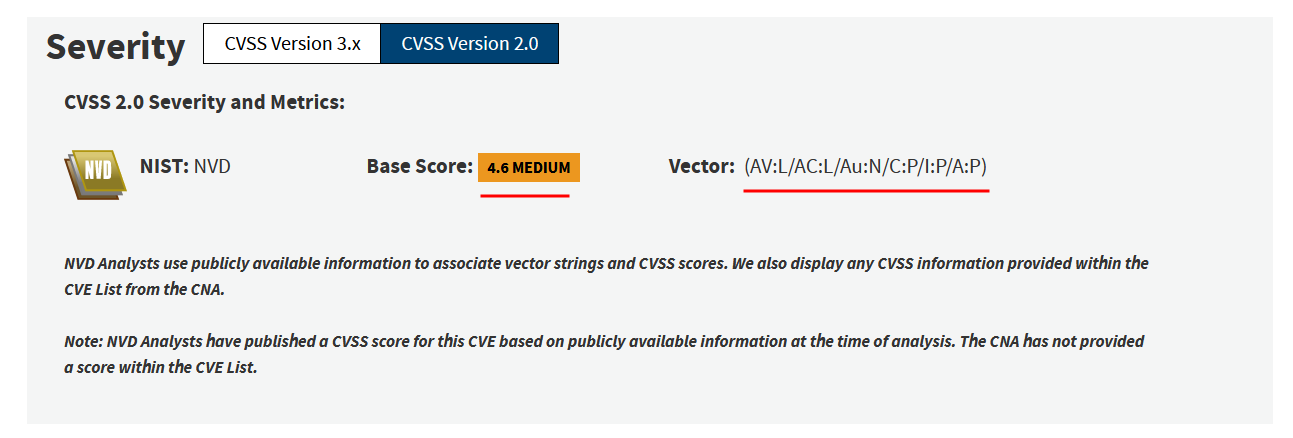 Severity CVSS Version 3.x CVSS Version 2.0
CVSS 2.0 Severity and Metrics:
NVD NIST: NVD Base Score: 4.6 MEDIUM Vector: (AV:L/AC:L/Au:N/C:P/I:P/A:P)
NVD Analysts use publicly available information to associate vector strings and CVSS scores. We also display any CVSS information provided within the
CVE List from the CNA.
Note: NVD Analysts have published a CVSS score for this CVE based on publicly available information at the time of analysis. The CNA has not provided
a score within the CVE List.